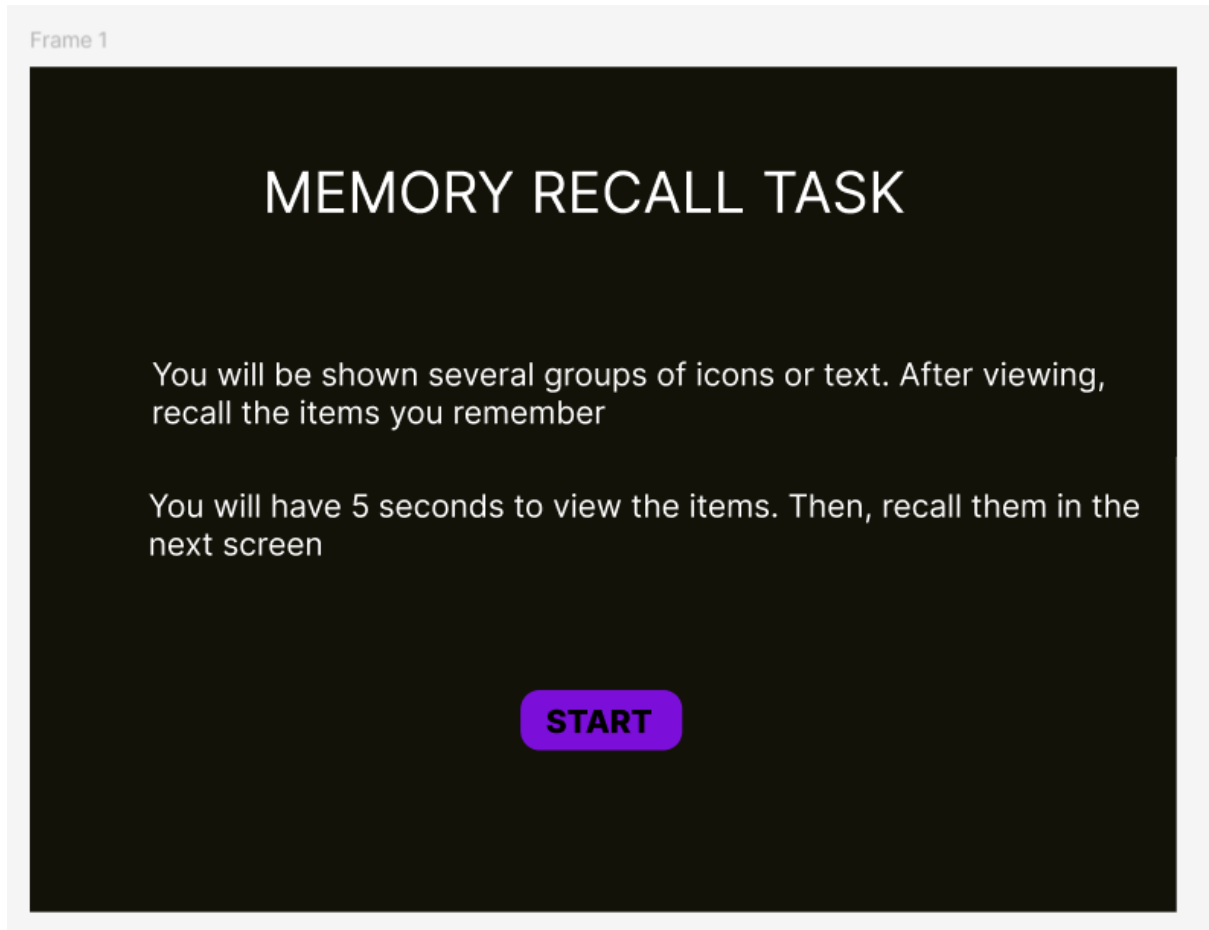 Frame 1
MEMORY RECALL TASK
You will be shown several groups of icons or text. After viewing,
recall the items you remember
You will have 5 seconds to view the items. Then, recall them in the
next screen
START